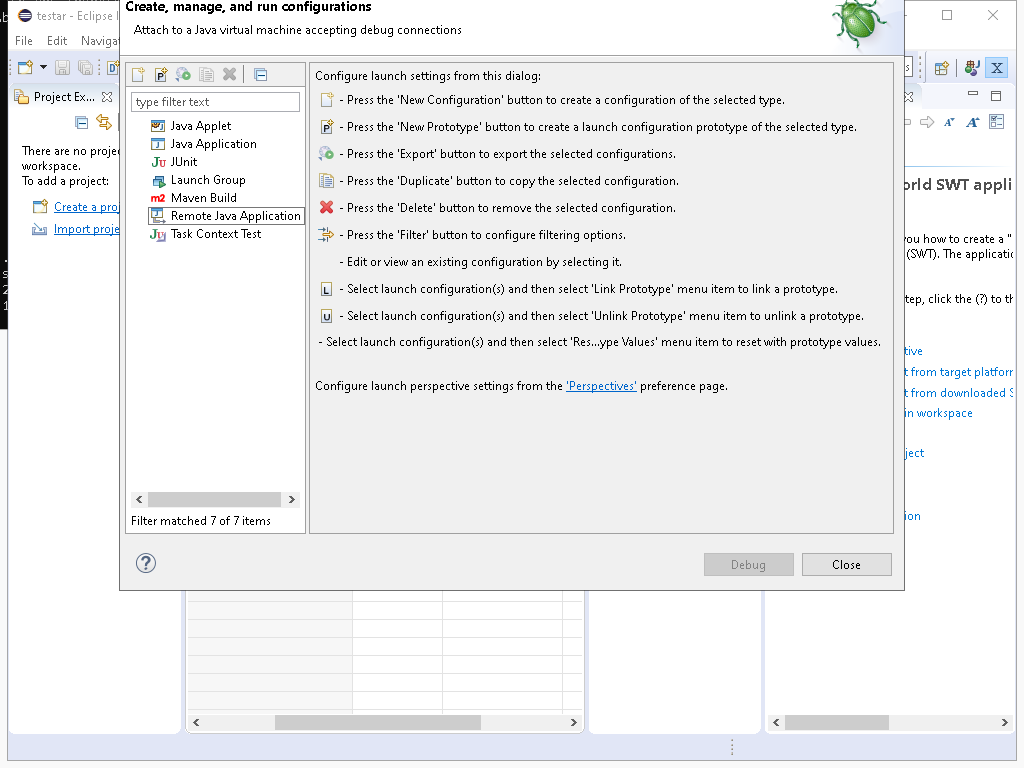 Create, manage, and run configurations
testar - Eclipse I
Attach to a Java virtual machine accepting debug connections
File Edit Navigat
Project Ex...
type filter text
Java Applet
Java Application
JUnit
Launch Group
m2 Maven Build
Remote Java Application
Task Context Test
Filter matched 7 of 7 items
There are no proje
workspace.
To add a project:
Create a proj
Import proje
Configure launch settings from this dialog:
- Press the 'New Configuration' button to create a configuration of the selected type.
- Press the 'New Prototype' button to create a launch configuration prototype of the selected type.
- Press the 'Export' button to export the selected configurations.
- Press the 'Duplicate' button to copy the selected configuration.
- Press the 'Delete' button to remove the selected configuration.
- Press the 'Filter' button to configure filtering options.
- Edit or view an existing configuration by selecting it.
L - Select launch configuration(s) and then select 'Link Prototype' menu item to link a prototype.
U - Select launch configuration(s) and then select 'Unlink Prototype' menu item to unlink a prototype.
- Select launch configuration(s) and then select 'Res...ype Values' menu item to reset with prototype values.
Configure launch perspective settings from the 'Perspectives' preference page.
Debug
Close
orld SWT appli
you how to create a "
(SWT). The applicatio
tep, click the (?) to th
tive
t from target platform
t from downloaded S
in workspace
ject
ion